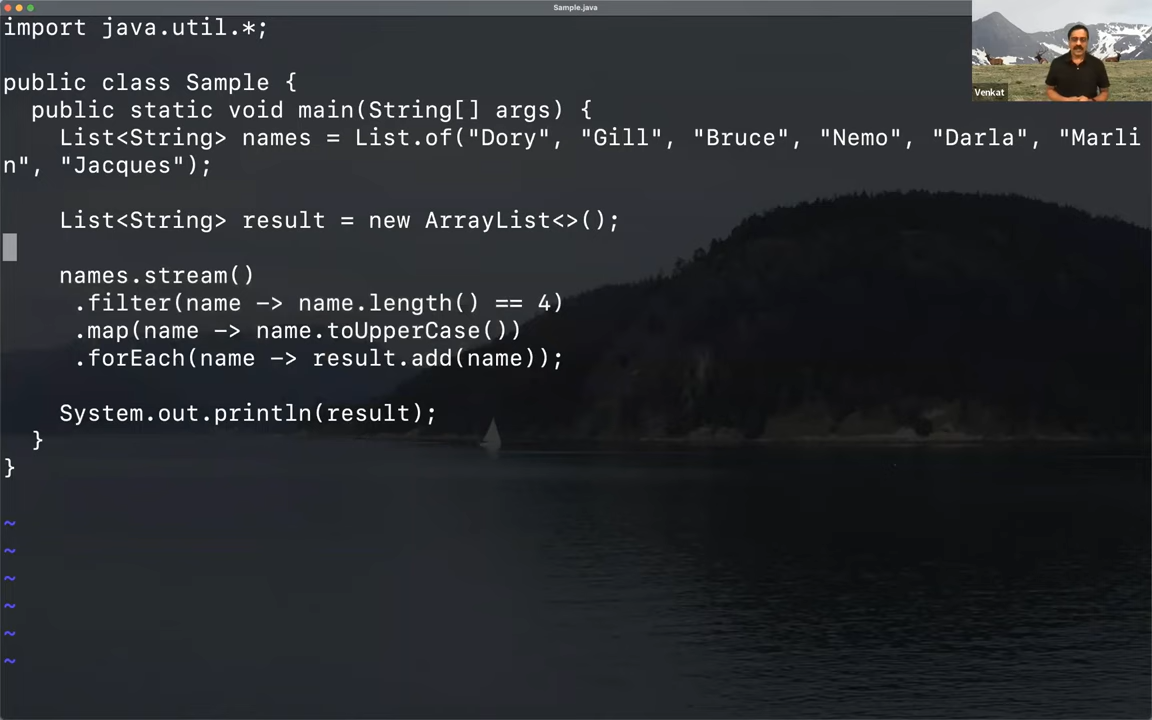 Sample.java
import java.util.*;
public class Sample {
public static void main(String[] args) {
List<String> names = List.of("Dory", "Gill", "Bruce", "Nemo", "Darla", "Marli
n", "Jacques");
List<String> result = new ArrayList<>();
names.stream()
.filter(name -> name.length() == 4)
.map(name -> name.toUpperCase())
.forEach(name -> result.add(name));
System.out.println(result);
}
}
~
~
~
~
~
~
Venkat